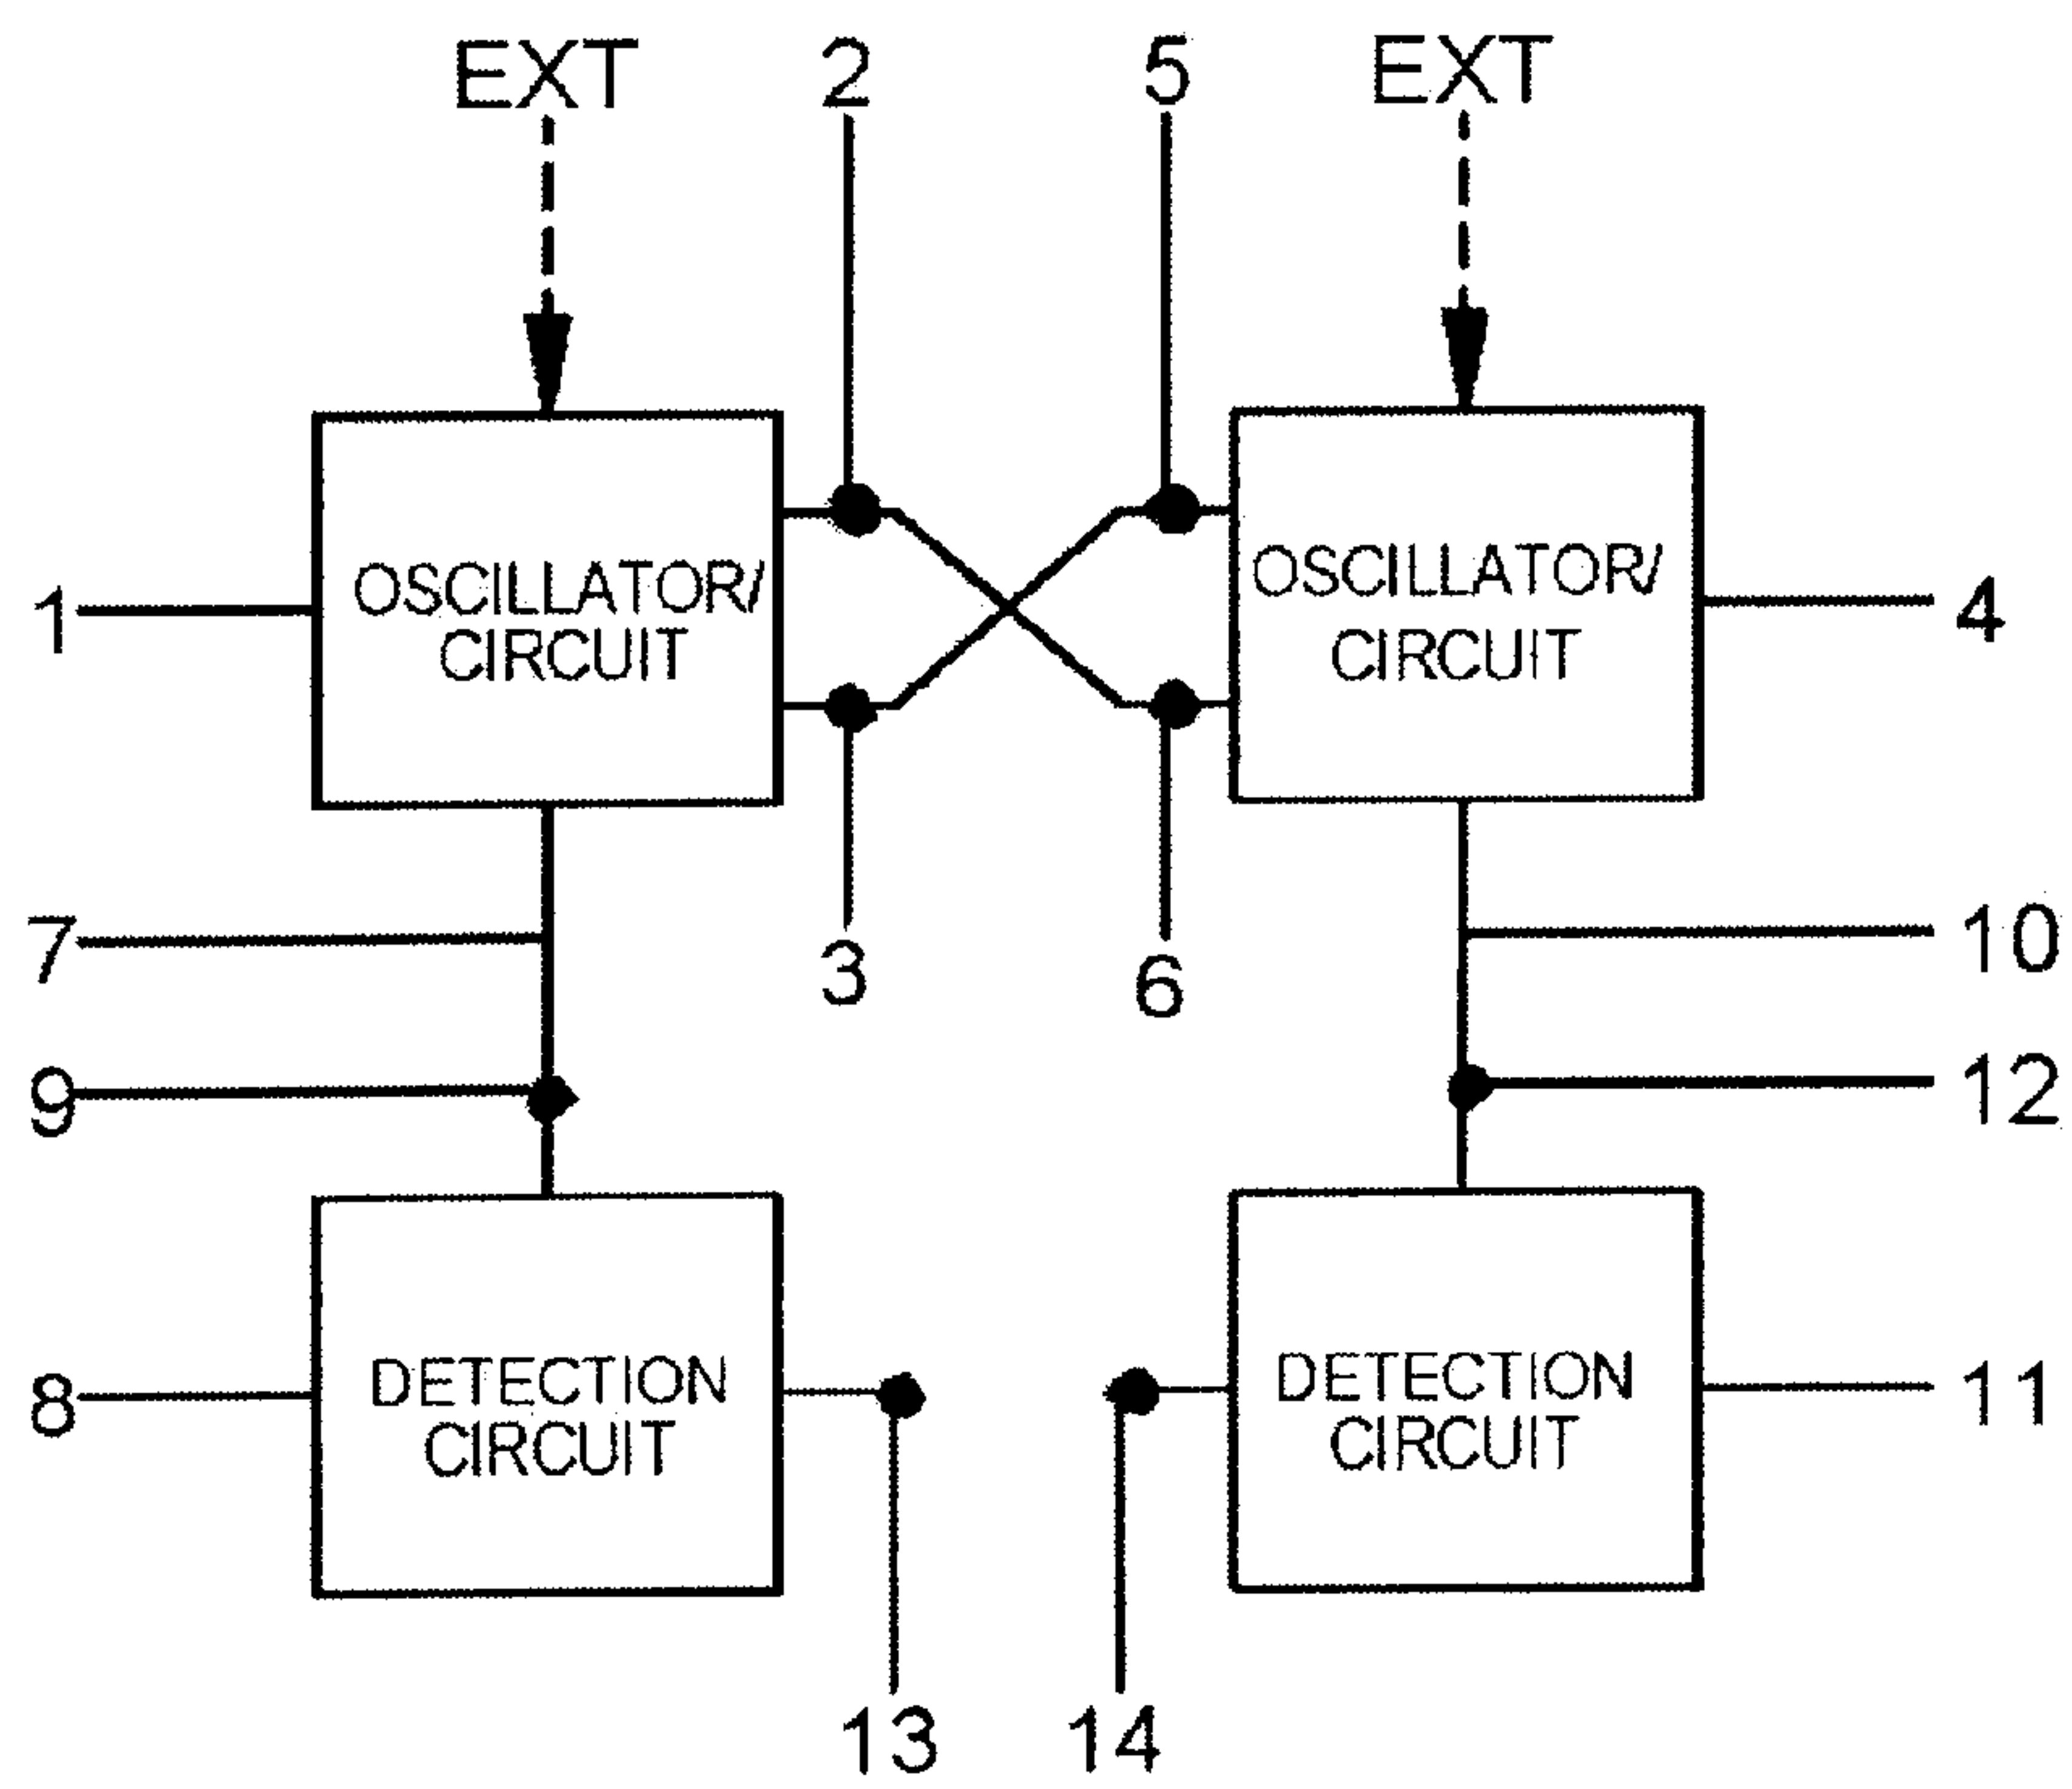 EXT
2
5
EXT
OSCILLATOR/
CIRCUIT
OSCILLATOR/
CIRCUIT
1
4
3
6
7
10
9
12
DETECTION
CIRCUIT
DETECTION
CIRCUIT
8
11
13
14